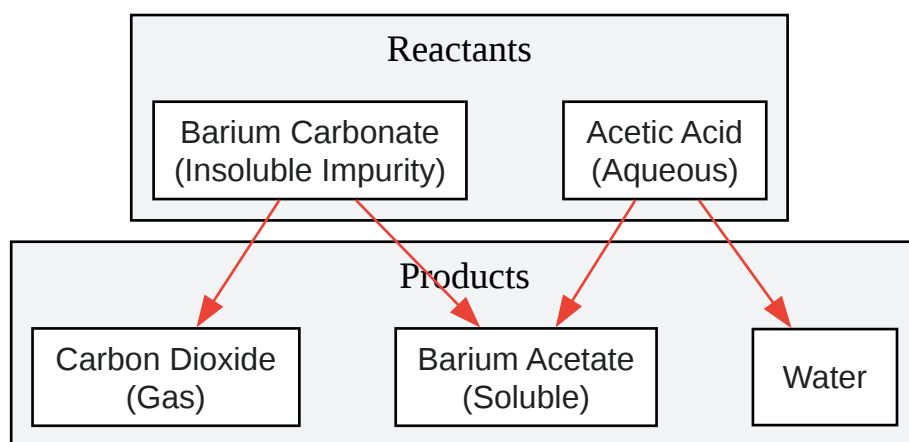 Reactants
Barium Carbonate
(Insoluble Impurity)
Acetic Acid
(Aqueous)
Products
Carbon Dioxide
(Gas)
Barium Acetate
(Soluble)
Water